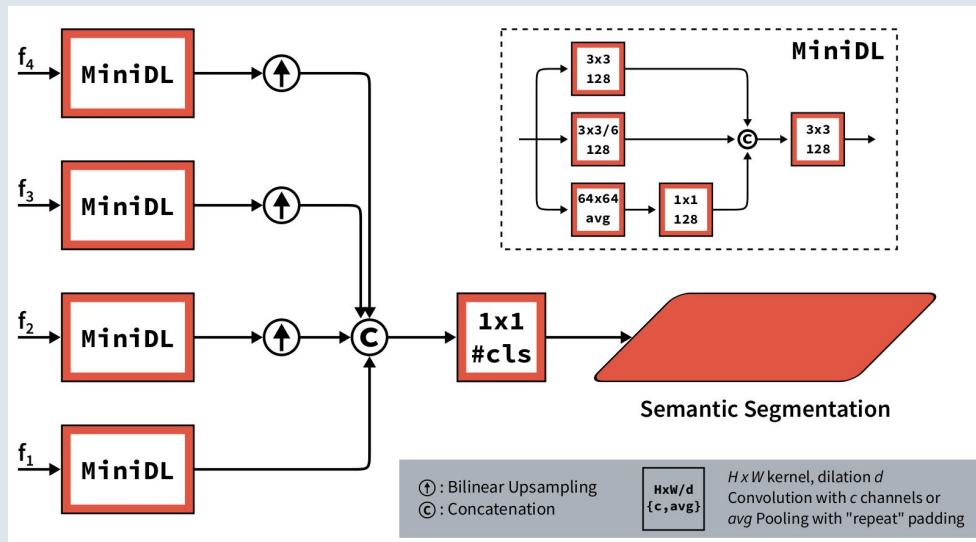 f4
MiniDL
f3
MiniDL
f2
MiniDL
f1
MiniDL
C
1x1
#cls
Semantic Segmentation
MiniDL
3x3
128
3x3/6
128
64x64
avg
1x1
128
C
3x3
128
: Bilinear Upsampling
C : Concatenation
HxW/d
{c,avg}
H x W kernel, dilation d
Convolution with c channels or
avg Pooling with "repeat" padding